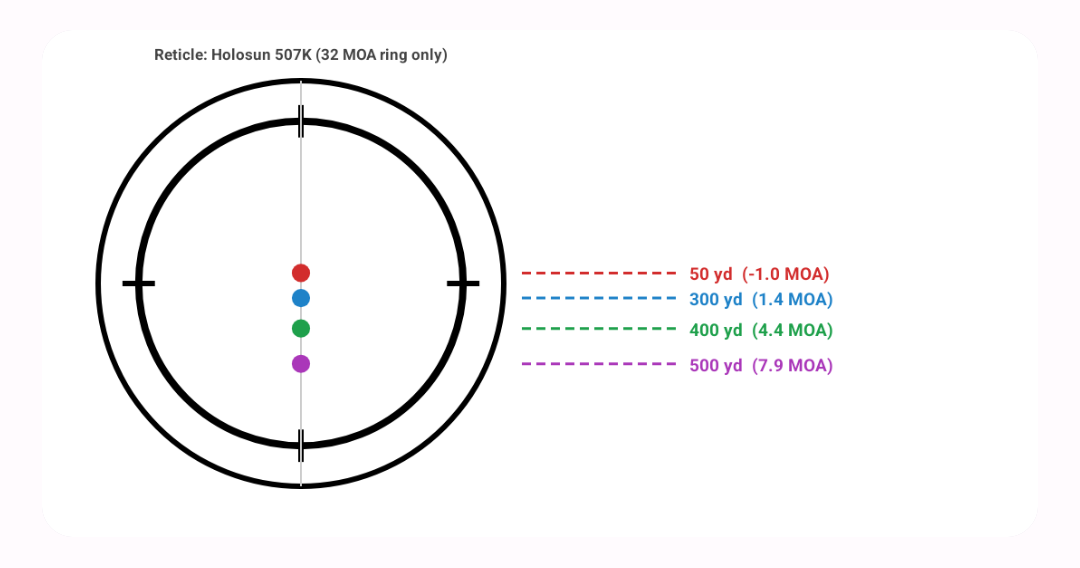 Reticle: Holosun 507K (32 MOA ring only)
50 yd (-1.0 MOA)
300 yd (1.4 MOA)
400 yd (4.4 MOA)
500 yd (7.9 MOA)